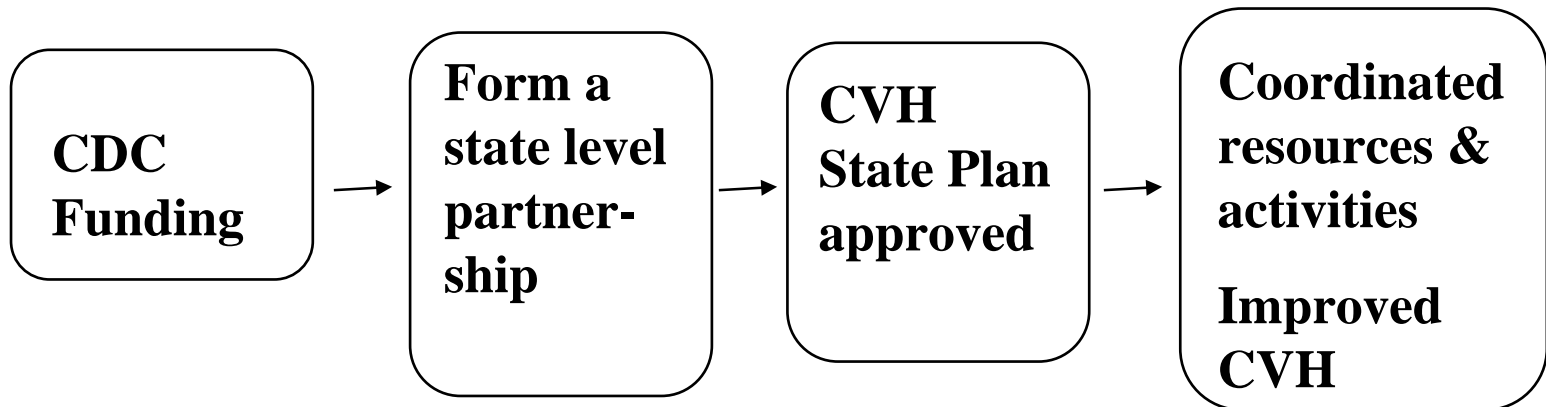 CDC
Funding
Form a
state level
partner-
ship
CVH
State Plan
approved
Coordinated
resources &
activities
Improved
CVH